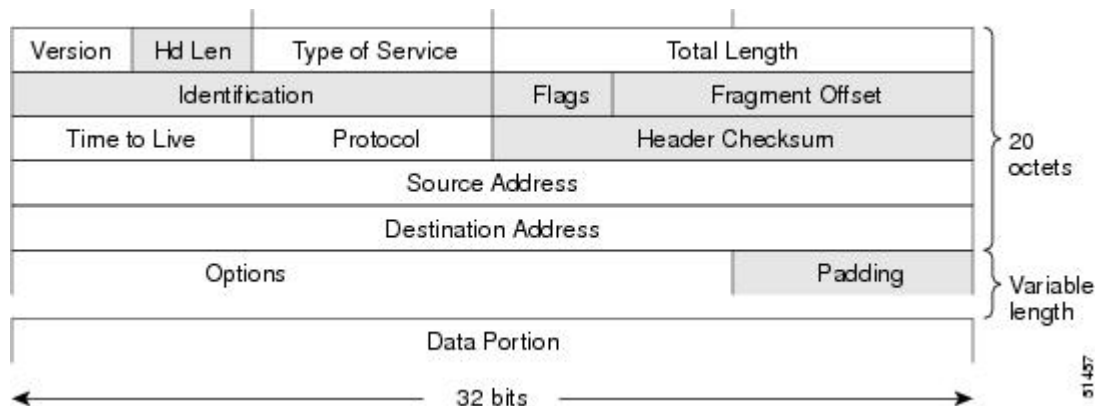 Version Hd Len Type of Service Total Length
Identification Flags Fragment Offset
Time to Live Protocol Header Checksum
20
octets
Source Address
Destination Address
Options Padding
Variable
length
Data Portion
32 bits
51457